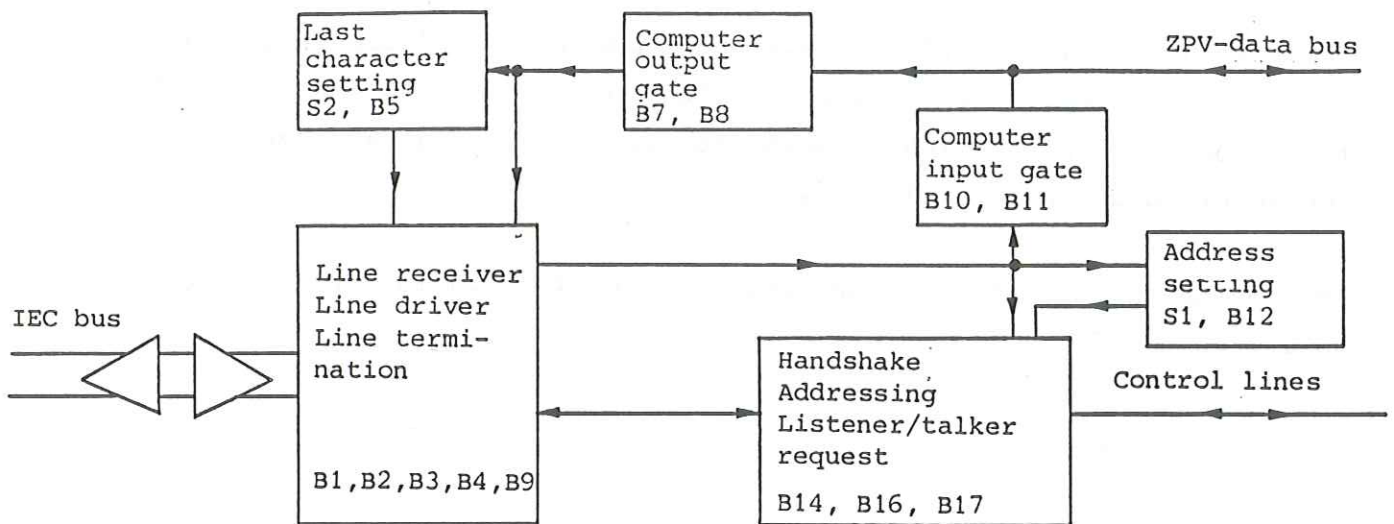 Last
character
setting
S2, B5
Computer
output
gate
B7, B8
ZPV-data bus
Computer
input gate
B10, B11
Address
setting
S1, B12
IEC bus
Line receiver
Line driver
Line termi-
nation
B1,B2,B3,B4,B9
Handshake
Addressing
Listener/talker
request
B14, B16, B17
Control lines